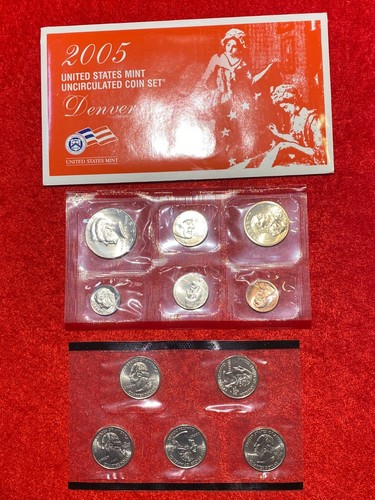 2005
UNITED STATES MINT
UNCIRCULATED COIN SET®
Denver
UNITED STATES MINT